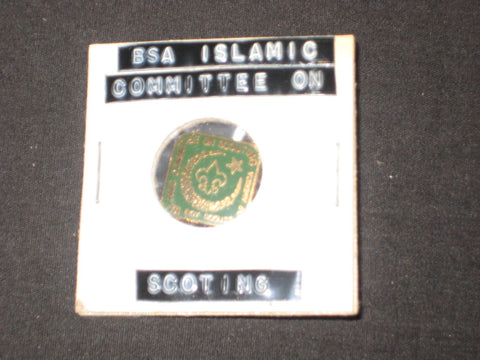 BSA ISLAMIC
COMMITTEE ON
SCOTING